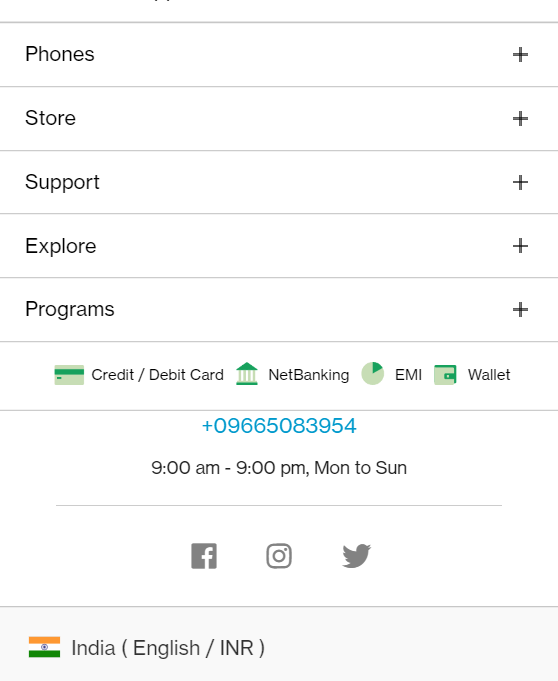 Phones
Store
Support
Explore
Programs
Credit / Debit Card NetBanking EMI Wallet
+09665083954
9:00 am - 9:00 pm, Mon to Sun
India ( English / INR )